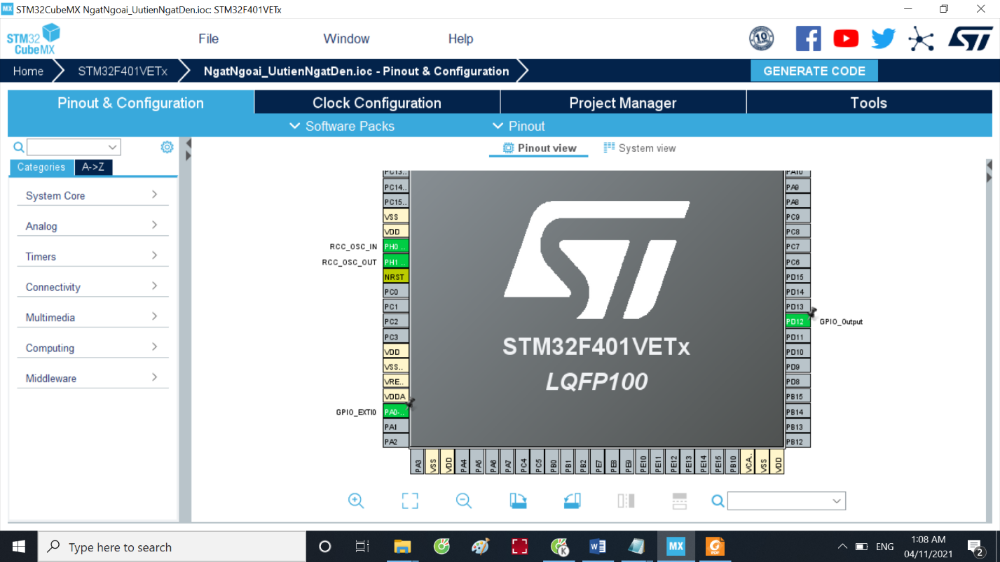 MX STM32CubeMX NgatNgoai_UutienNgatDen.ioc: STM32F401VETx
STM32
CubeMX
File Window Help
10
ST
Home STM32F401VETx NgatNgoai_UutienNgatDen.ioc - Pinout & Configuration GENERATE CODE
Pinout & Configuration Clock Configuration Project Manager Tools
Software Packs Pinout
Pinout view System view
Categories A->Z
System Core
Analog
Timers
Connectivity
Multimedia
Computing
Middleware
PC13..
PC14..
PC15..
VSS
VDD
RCC_OSC_IN PH0 ..
RCC_OSC_OUT PH1 ..
NRST
PC0
PC1
PC2
PC3
VDD
VSS..
VRE..
VDDA
GPIO_EXTI0 PA0-..
PA1
PA2
STM32F401VETx
LQFP100
PA10
PA9
PA8
PC9
PC8
PC7
PC6
PD15
PD14
PD13
PD12 GPIO_Output
PD11
PD10
PD9
PD8
PB15
PB14
PB13
PB12
PA3 VSS VDD PA4 PA5 PA6 PA7 PC4 PC5 PB0 PB1 PB2 PE7 PE8 PE9 PE10 PE11 PE12 PE13 PE14 PE15 PB10 VCA.. VSS VDD
Type here to search
K
W
MX
G
PDF
ENG
1:08 AM
04/11/2021
2